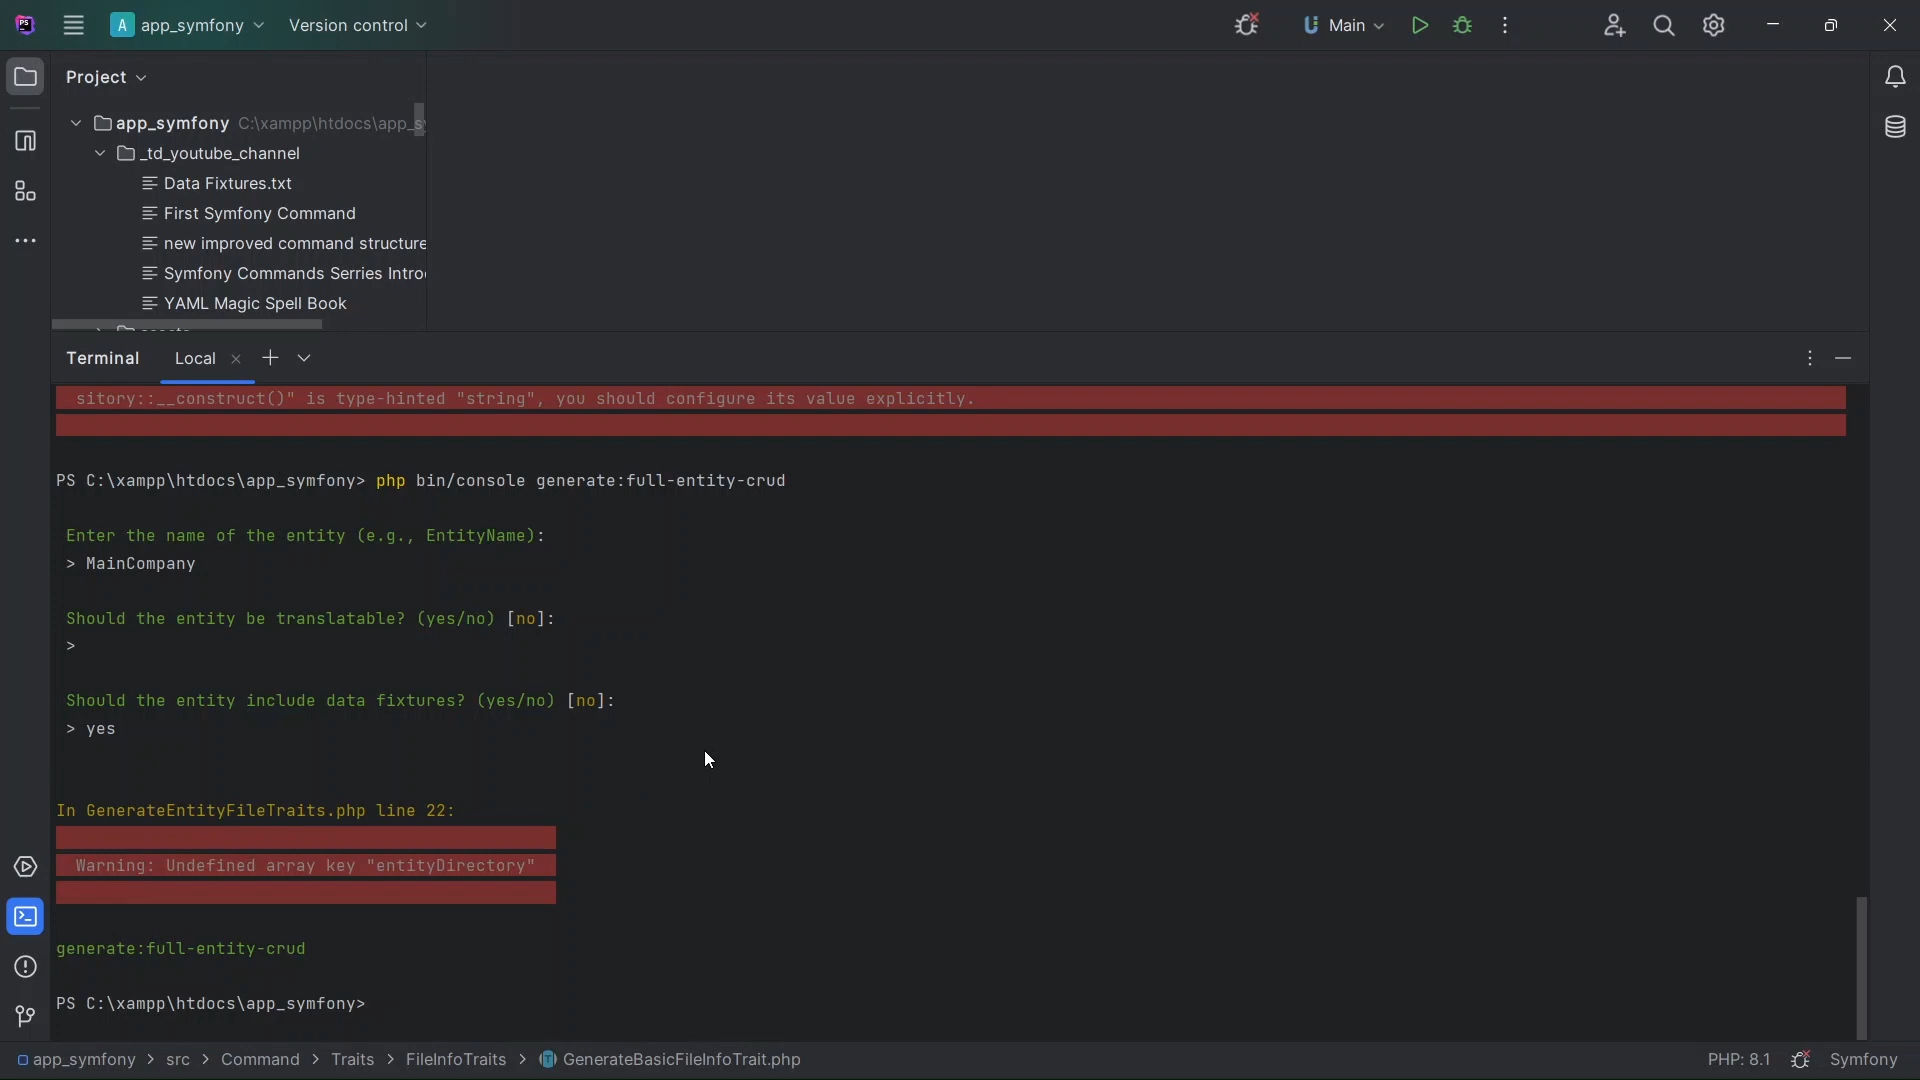 PS
A app_symfony Version control Main
Project
app_symfony C:\xampp\htdocs\app_s
_td_youtube_channel
Data Fixtures.txt
First Symfony Command
new improved command structure
Symfony Commands Serries Intro
YAML Magic Spell Book
Terminal Local
sitory::__construct()" is type-hinted "string", you should configure its value explicitly.
PS C:\xampp\htdocs\app_symfony> php bin/console generate:full-entity-crud
Enter the name of the entity (e.g., EntityName):
> MainCompany
Should the entity be translatable? (yes/no) [no]:
>
Should the entity include data fixtures? (yes/no) [no]:
> yes
In GenerateEntityFileTraits.php line 22:
Warning: Undefined array key "entityDirectory"
generate:full-entity-crud
PS C:\xampp\htdocs\app_symfony>
app_symfony > src > Command > Traits > FileInfoTraits > GenerateBasicFileInfoTrait.php PHP: 8.1 Symfony